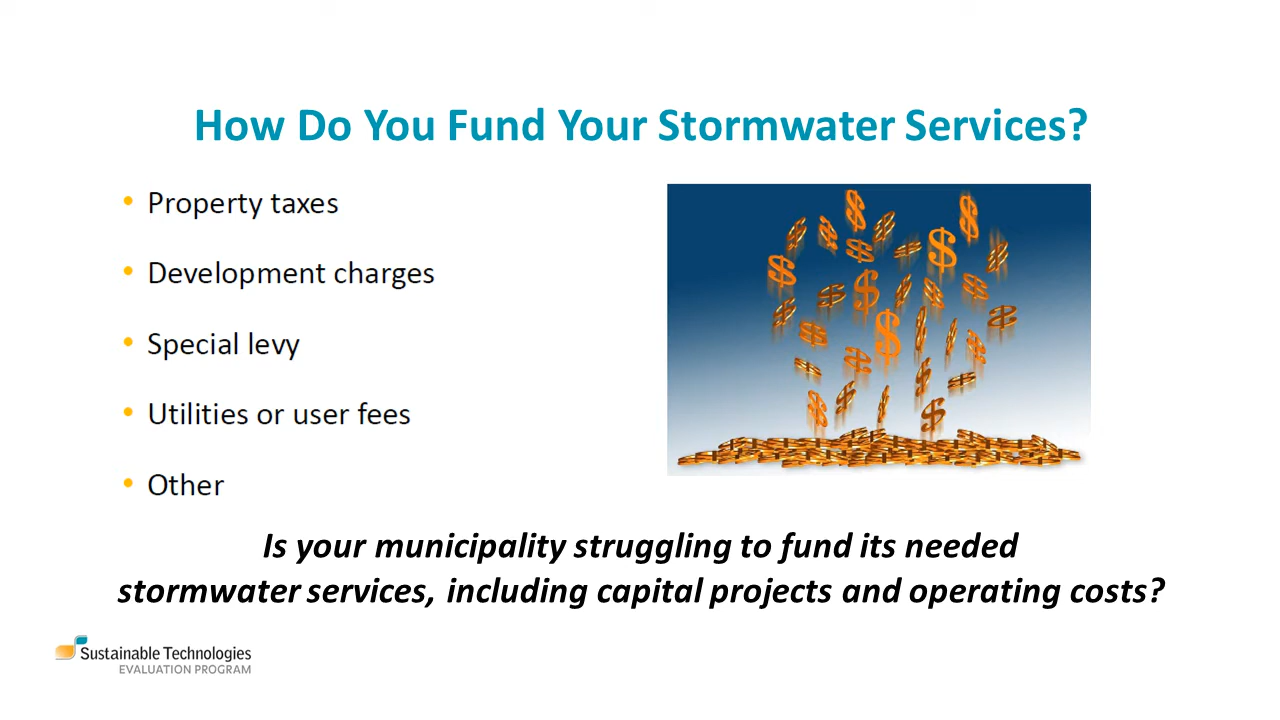 How Do You Fund Your Stormwater Services?
• Property taxes
• Development charges
• Special levy
• Utilities or user fees
• Other
Is your municipality struggling to fund its needed
stormwater services, including capital projects and operating costs?
Sustainable Technologies
EVALUATION PROGRAM